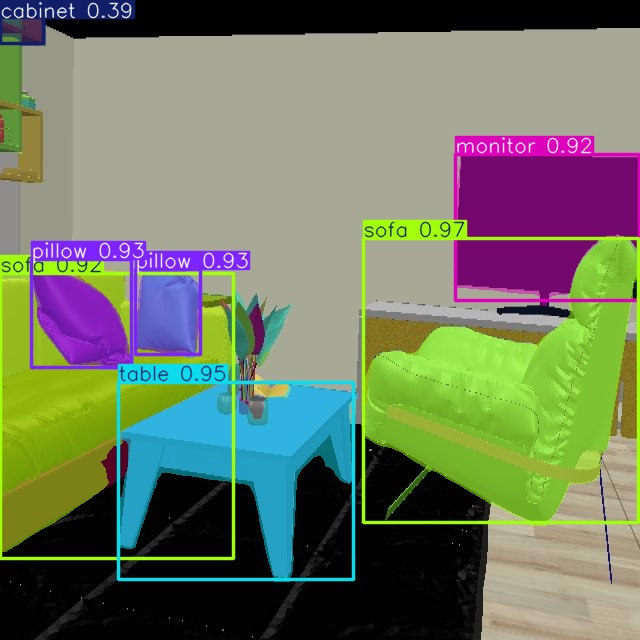 cabinet 0.39
monitor 0.92
sofa 0.97
pillow 0.93
pillow 0.93
sofa 0.92
table 0.95